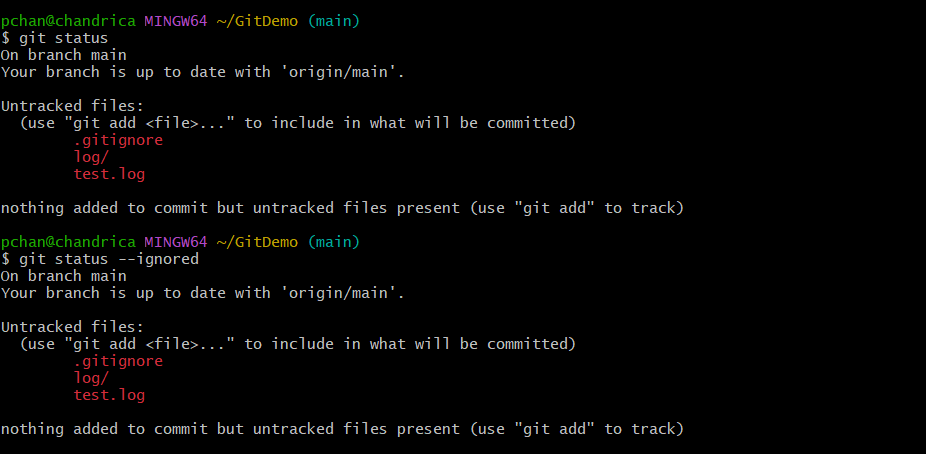 pchan@chandrica MINGW64 ~/GitDemo (main)
$ git status
On branch main
Your branch is up to date with 'origin/main'.
Untracked files:
(use "git add <file>..." to include in what will be committed)
.gitignore
log/
test.log
nothing added to commit but untracked files present (use "git add" to track)
pchan@chandrica MINGW64 ~/GitDemo (main)
$ git status --ignored
On branch main
Your branch is up to date with 'origin/main'.
Untracked files:
(use "git add <file>..." to include in what will be committed)
.gitignore
log/
test.log
nothing added to commit but untracked files present (use "git add" to track)